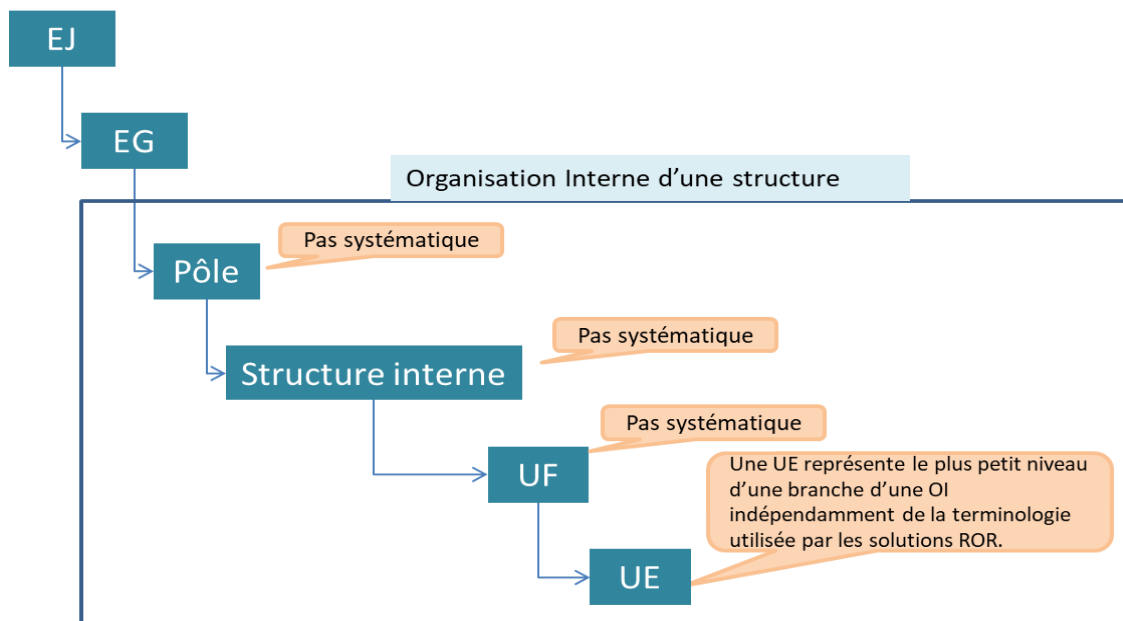 EJ
EG
Organisation Interne d’une structure
Pas systématique
Pôle
Pas systématique
Structure interne
Pas systématique
UF
Une UE représente le plus petit niveau
d’une branche d’une OI
indépendamment de la terminologie
utilisée par les solutions ROR.
UE